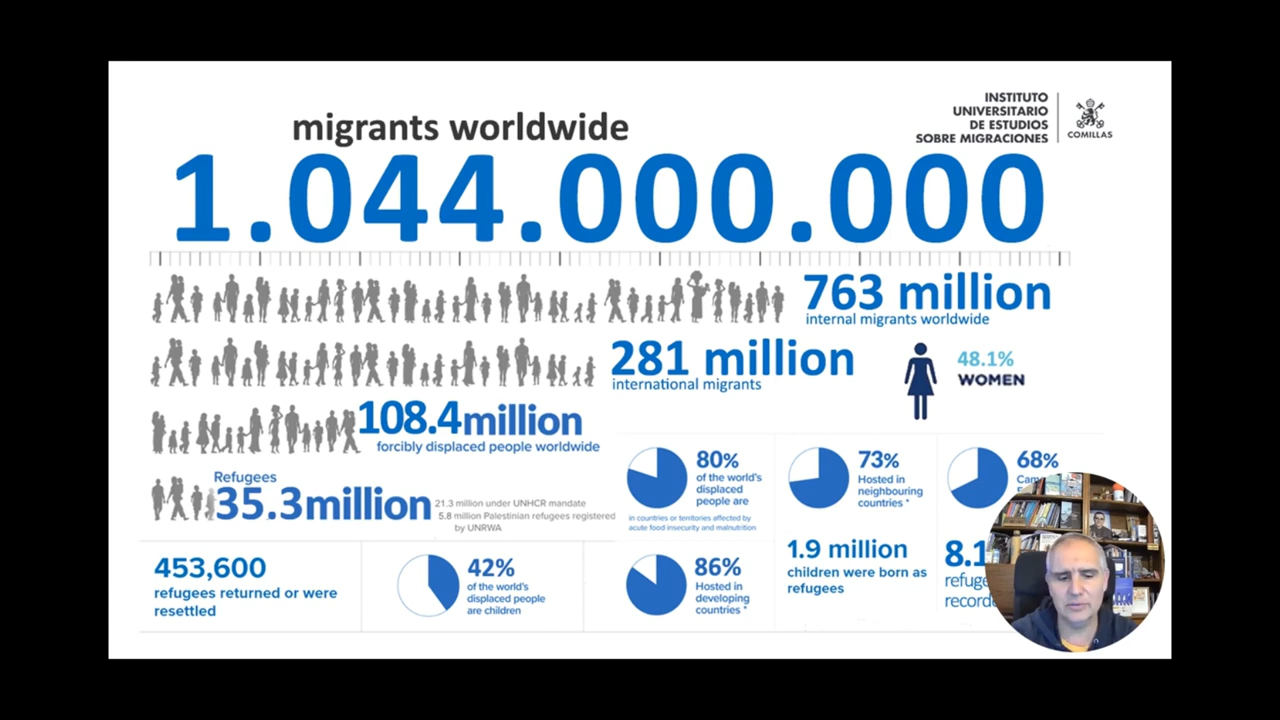 INSTITUTO
UNIVERSITARIO
DE ESTUDIOS
SOBRE MIGRACIONES
COMILLAS
migrants worldwide
1.044.000.000
763 million
internal migrants worldwide
281 million
international migrants
48.1%
WOMEN
108.4million
forcibly displaced people worldwide
Refugees
35.3million
21.3 million under UNHCR mandate
5.8 million Palestinian refugees registered
by UNRWA
80%
of the world's
displaced
people are
in countries or territories affected by
acute food insecurity and malnutrition
73%
Hosted in
neighbouring
countries *
68%
453,600
refugees returned or were
resettled
42%
of the world's
displaced people
are children
86%
Hosted in
developing
countries *
1.9 million
children were born as
refugees
8.1